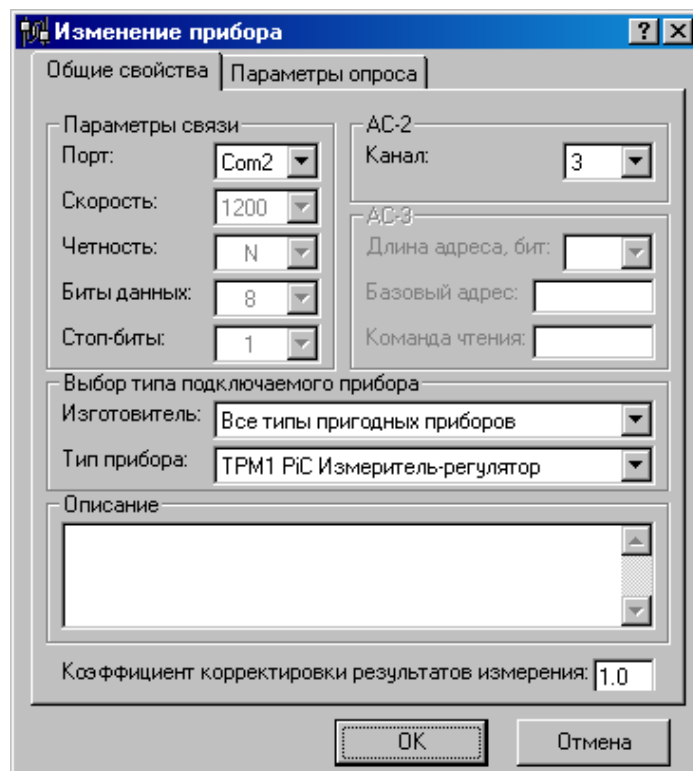 Изменение прибора
Общие свойства Параметры опроса
Параметры связи
Порт: Com2
Скорость: 1200
Четность: N
Биты данных: 8
Стоп-биты: 1
АС-2
Канал: 3
АС-3
Длина адреса, бит:
Базовый адрес:
Команда чтения:
Выбор типа подключаемого прибора
Изготовитель: Все типы пригодных приборов
Тип прибора: ТРМ1 PiC Измеритель-регулятор
Описание
Коэффициент корректировки результатов измерения: 1.0
OK Отмена